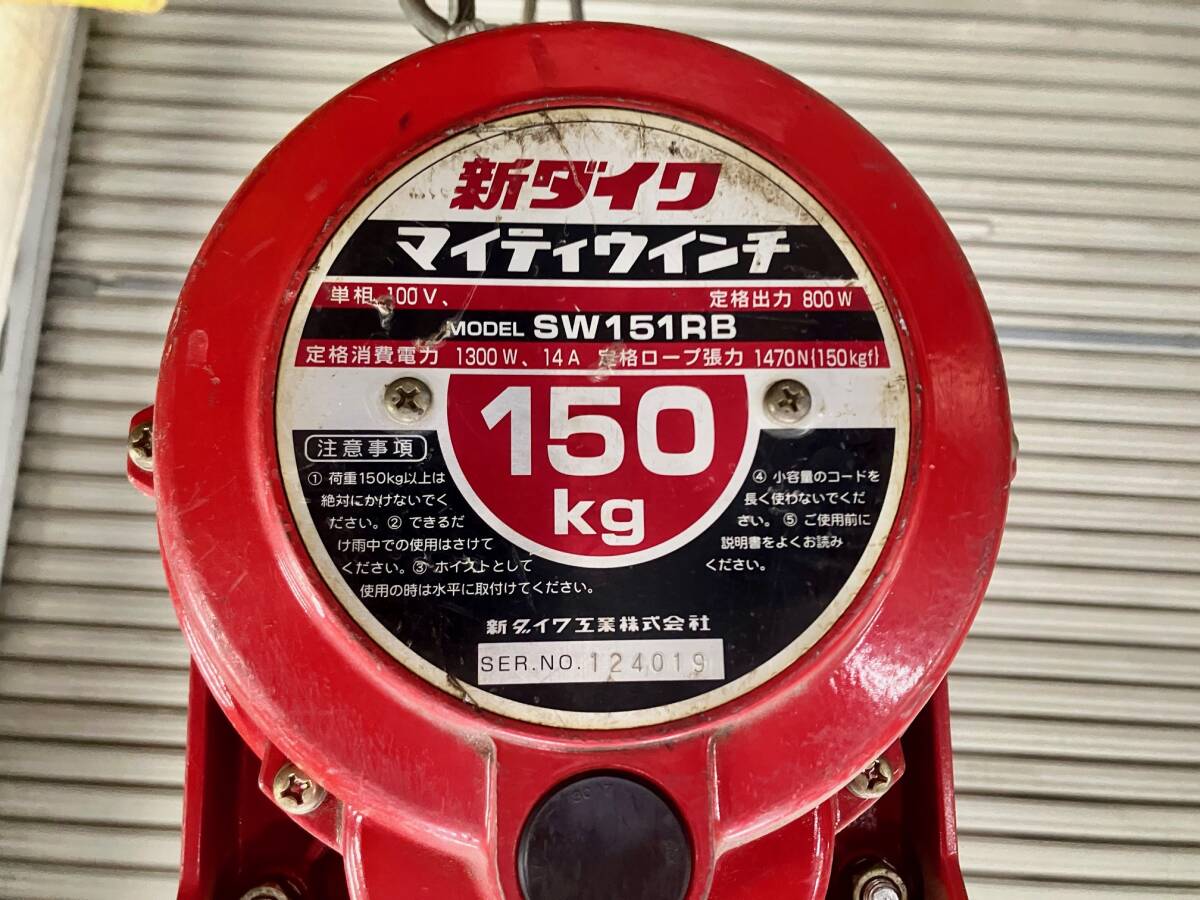 新ダイワ
マイティウインチ
単相 100V、 定格出力 800W
MODEL SW151RB
定格消費電力 1300W、14A 定格ロープ張力 1470N{150kgf}
150
kg
注意事項
① 荷重150kg以上は
絶対にかけないでく
ださい。② できるだ
け雨中での使用はさけて
ください。③ ホイストとして
使用の時は水平に取付けてください。
④ 小容量のコードを
長く使わないでくだ
さい。⑤ ご使用前に
説明書をよくお読み
ください。
新ダイワ工業株式会社
SER.NO. 124019